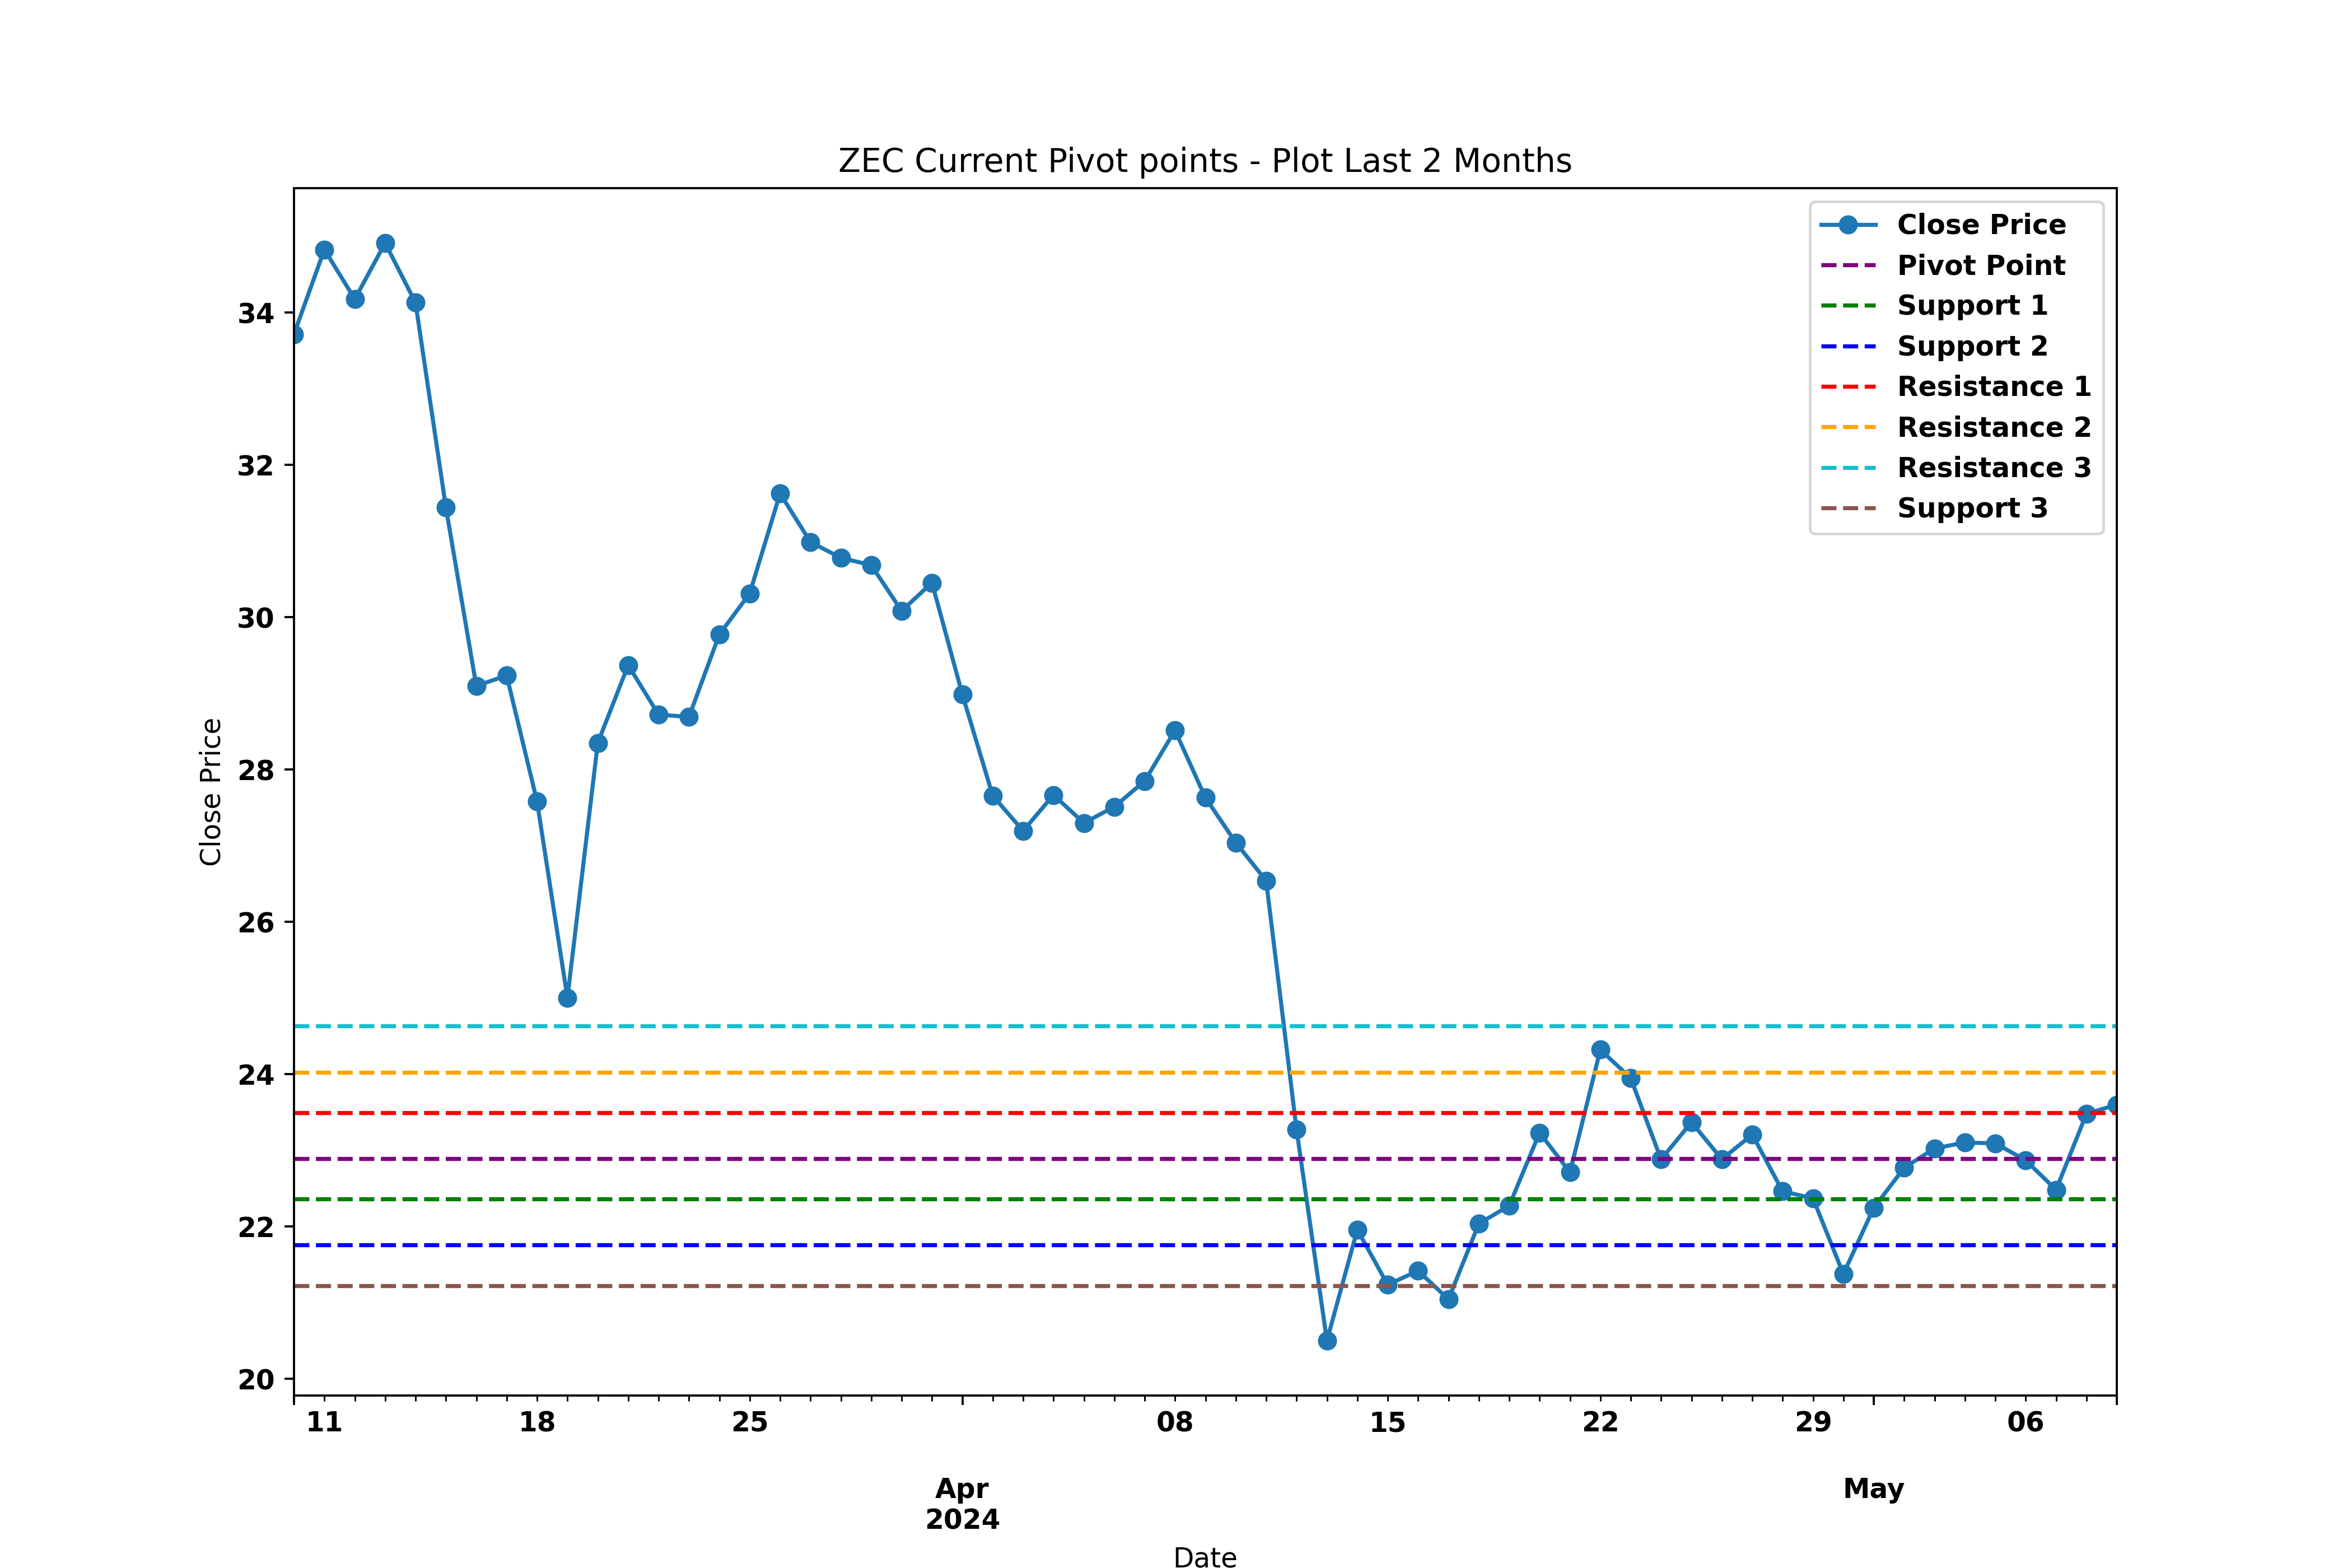 ZEC Current Pivot points - Plot Last 2 Months
Close Price
Pivot Point
Support 1
Support 2
Resistance 1
Resistance 2
Resistance 3
Support 3
34
32
30
28
26
24
22
20
Close Price
11 18 25 08 15 22 29 06
Apr May
2024
Date